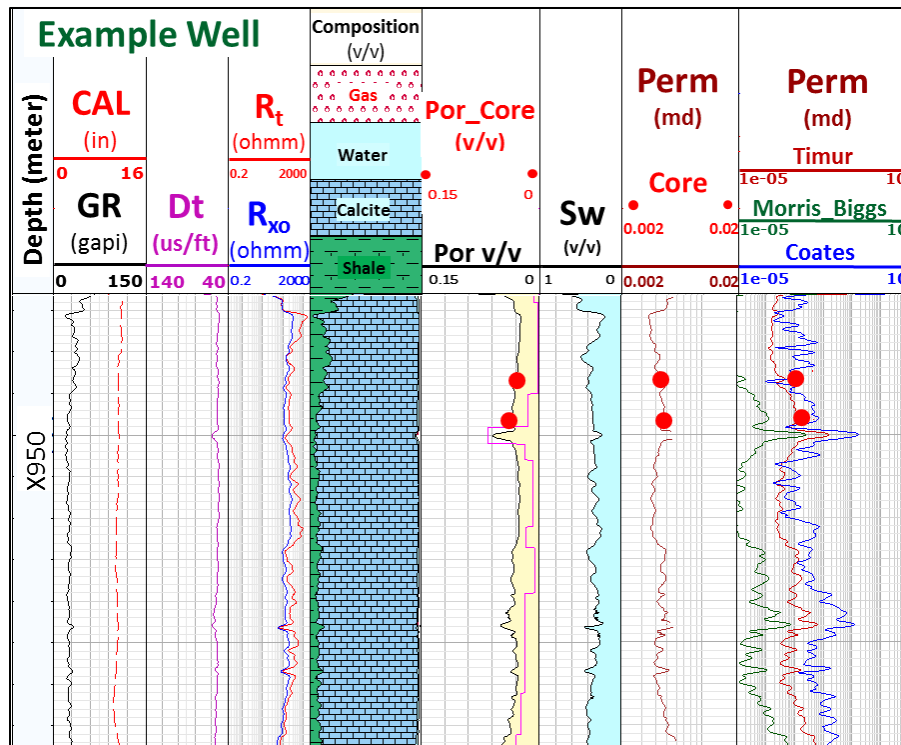 Example Well
Depth (meter)
CAL
(in)
0 16
GR
(gapi)
0 150
Dt
(us/ft)
140 40
Rt
(ohmm)
0.2 2000
Rxo
(ohmm)
0.2 2000
Composition
(v/v)
Gas
Water
Calcite
Shale
Por_Core
(v/v)
0.15 0
Por v/v
0.15 0
Sw
(v/v)
1 0
Perm
(md)
Core
0.002 0.02
0.002 0.02
Perm
(md)
Timur
1e-05 10
Morris_Biggs
1e-05 10
Coates
1e-05 10
X950